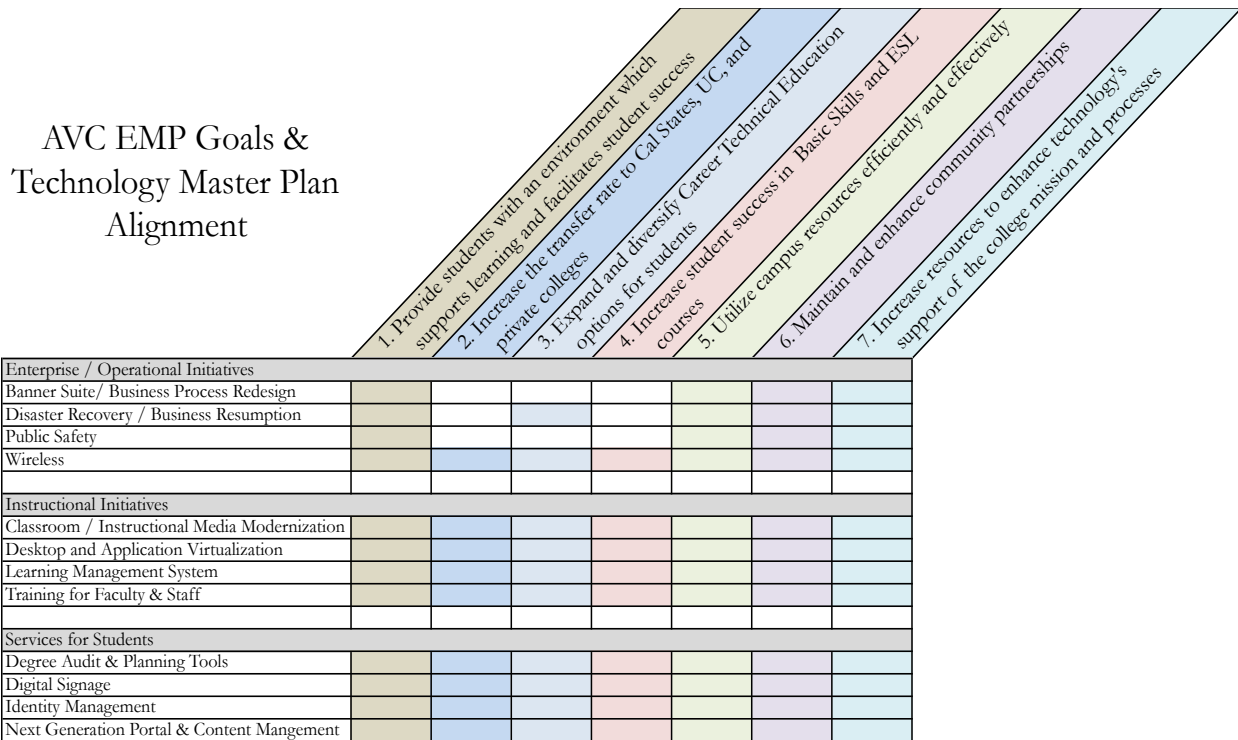 AVC EMP Goals &
Technology Master Plan
Alignment
1. Provide students with an environment which
supports learning and facilitates student success
2. Increase the transfer rate to Cal States, UC, and
private colleges
3. Expand and diversify Career Technical Education
options for students
4. Increase student success in Basic Skills and ESL
courses
5. Utilize campus resources efficiently and effectively
6. Maintain and enhance community partnerships
7. Increase resources to enhance technology's
support of the college mission and processes
Enterprise / Operational Initiatives
Banner Suite/ Business Process Redesign
Disaster Recovery / Business Resumption
Public Safety
Wireless
Instructional Initiatives
Classroom / Instructional Media Modernization
Desktop and Application Virtualization
Learning Management System
Training for Faculty & Staff
Services for Students
Degree Audit & Planning Tools
Digital Signage
Identity Management
Next Generation Portal & Content Mangement